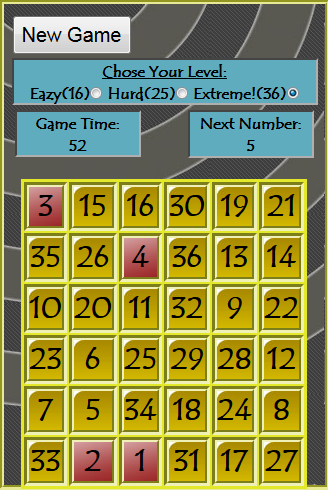 New Game
Chose Your Level:
Eazy(16) Hurd(25) Extreme!(36)
Game Time: Next Number:
52 5
3 15 16 30 19 21
35 26 4 36 13 14
10 20 11 32 9 22
23 6 25 29 28 12
7 5 34 18 24 8
33 2 1 31 17 27